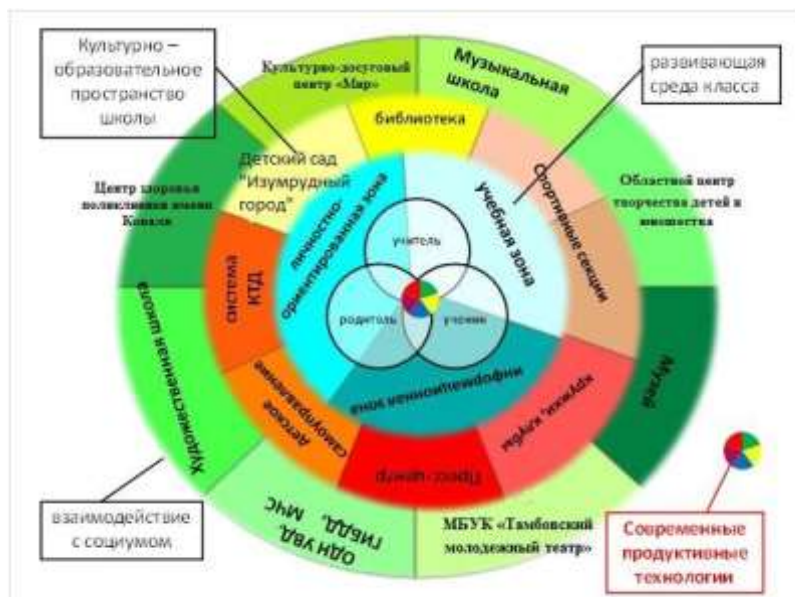 Культурно –
образовательное
пространство
школы
Культурно-досуговый
центр «Мир»
Музыкальная
школа
развивающая
среда класса
библиотека
Детский сад
"Изумрудный
город"
Центр здоровья
поликлиники имени
Коваля
личностно-
ориентированная зона
учебная зона
Спортивные секции
Областной центр
творчества детей и
юношества
учитель
система
КТД
родитель
ученик
Художественная школа
Детское
самоуправление
информационная зона
кружки, клубы
Музей
Пресс-центр
ОДН УВД,
ГИБДД, МЧС
МБУК «Тамбовский
молодежный театр»
взаимодействие
с социумом
Современные
продуктивные
технологии